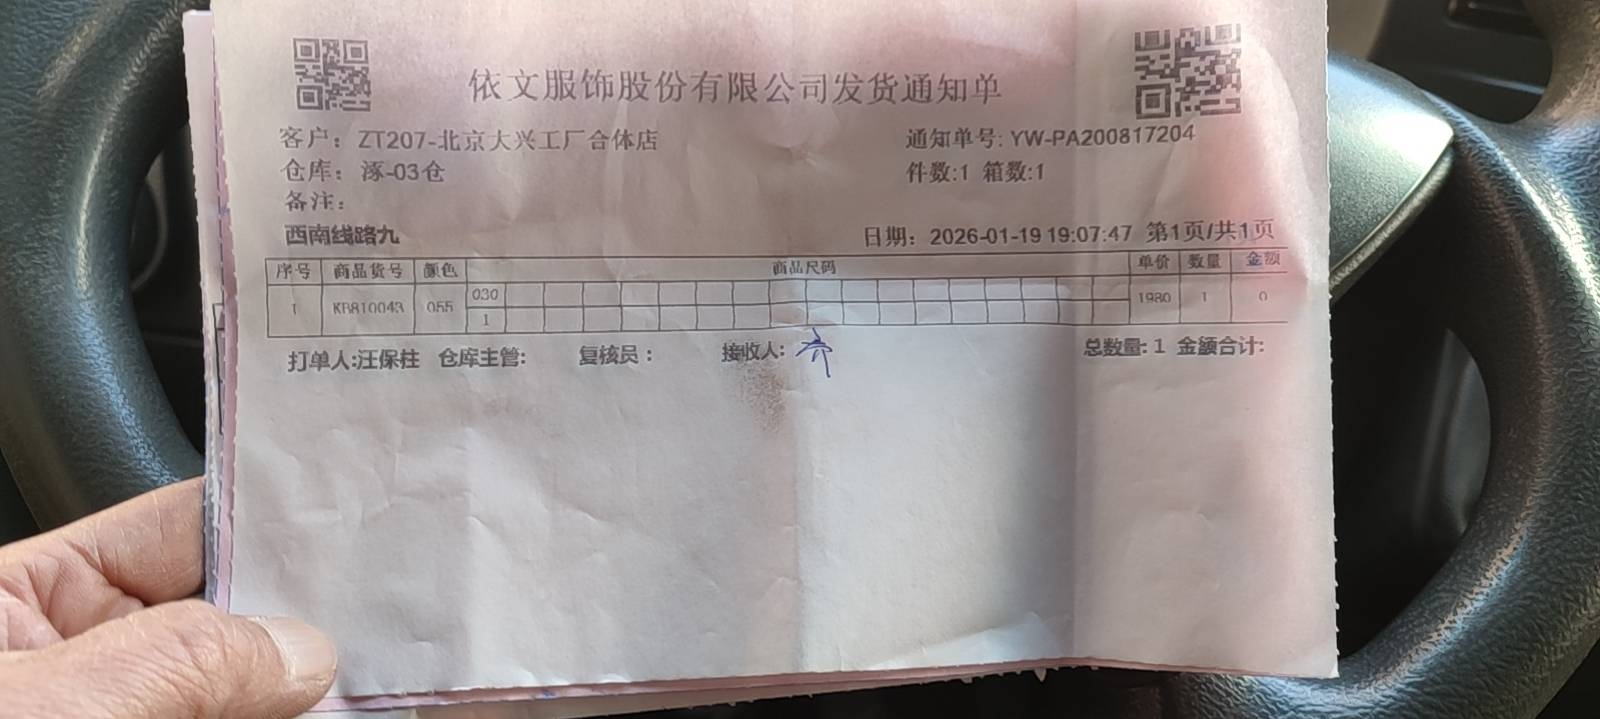 依文服饰股份有限公司发货通知单
客户：ZT207-北京大兴工厂合体店 通知单号: YW-PA200817204
仓库：涿-03仓 件数:1 箱数:1
备注：
西南线路九 日期：2026-01-19 19:07:47 第1页/共1页
序号 商品货号 颜色 商品尺码 单价 数量 金额
1 KB810043 055 030 1980 1 0
1
打单人:汪保柱 仓库主管: 复核员： 接收人: 总数量: 1 金额合计: